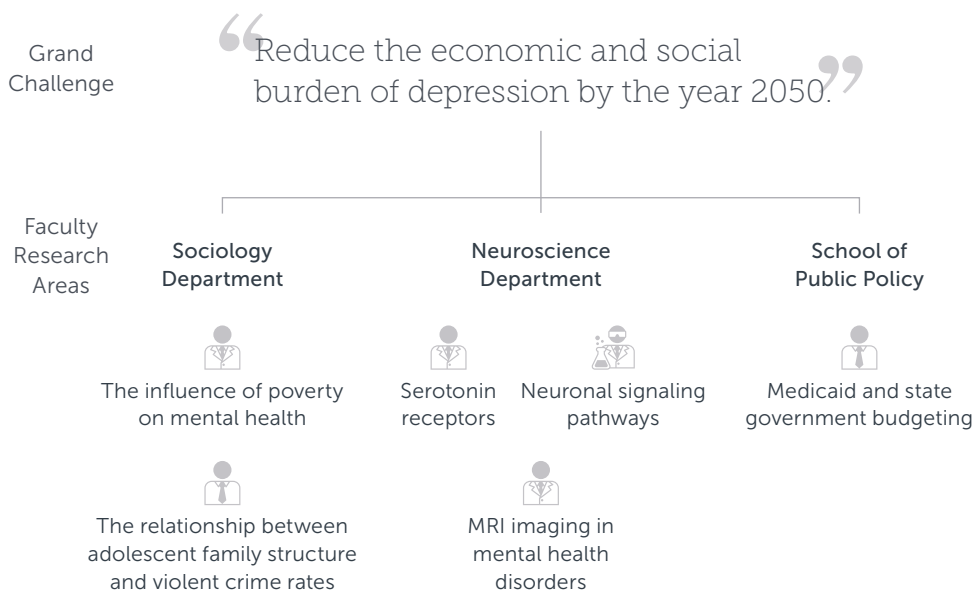 Grand
Challenge
“Reduce the economic and social
burden of depression by the year 2050.”
Faculty
Research
Areas
Sociology
Department
Neuroscience
Department
School of
Public Policy
The influence of poverty
on mental health
Serotonin
receptors
Neuronal signaling
pathways
Medicaid and state
government budgeting
The relationship between
adolescent family structure
and violent crime rates
MRI imaging in
mental health
disorders